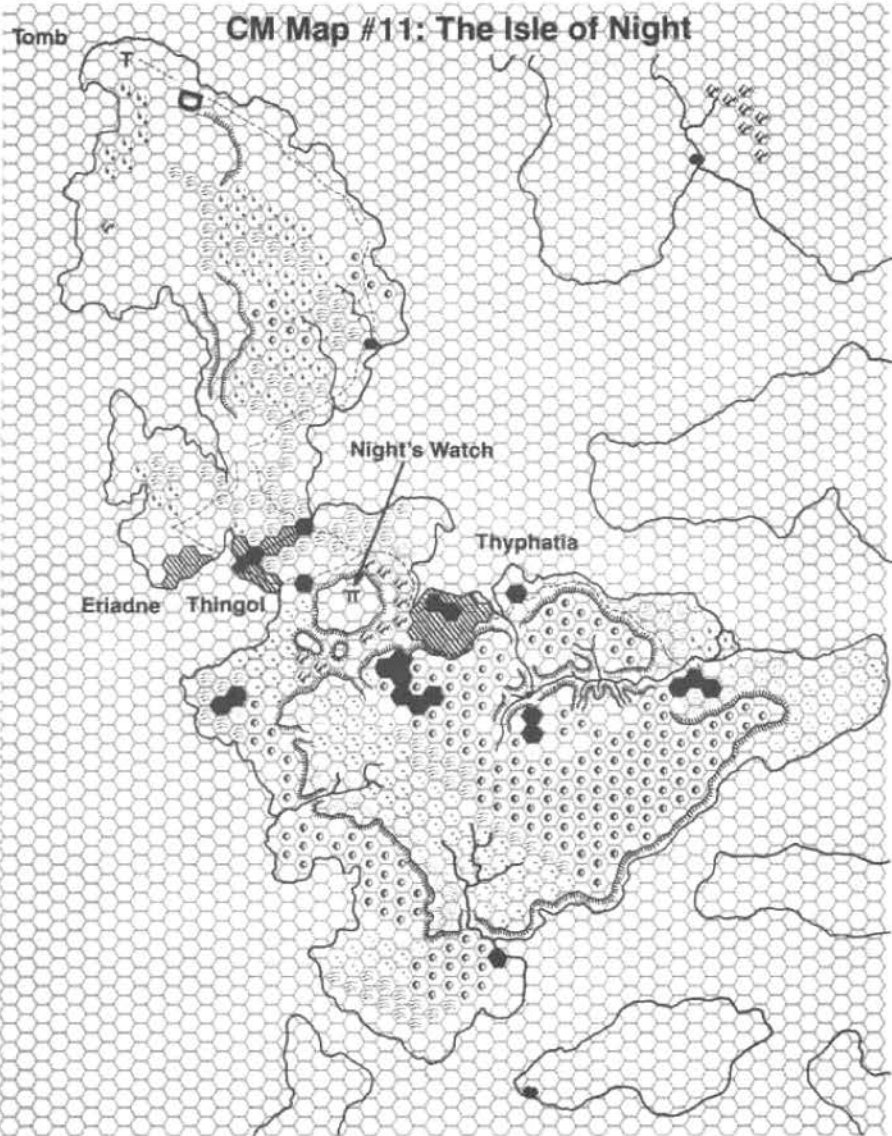 CM Map #11: The Isle of Night
Tomb
T
D
Night's Watch
Thyphatia
Eriadne
Thingol
π